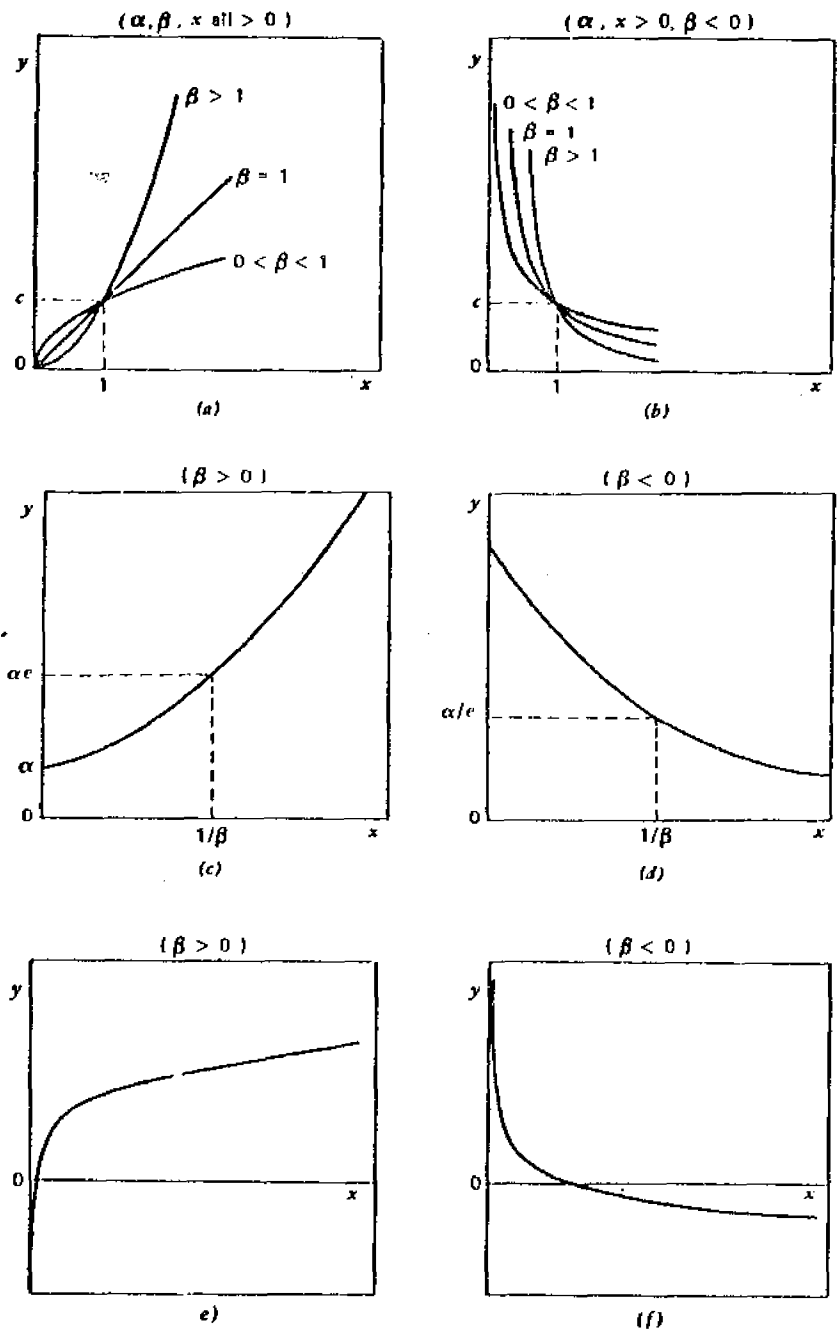 (α, β, x all > 0)
y
β > 1
β = 1
0 < β < 1
c
0
1
x
(a)
(α, x > 0, β < 0)
y
0 < β < 1
β = 1
β > 1
c
0
1
x
(b)
(β > 0)
y
αe
α
0
1/β
x
(c)
(β < 0)
y
α/e
0
1/β
x
(d)
(β > 0)
y
0
x
e)
(β < 0)
y
0
x
(f)